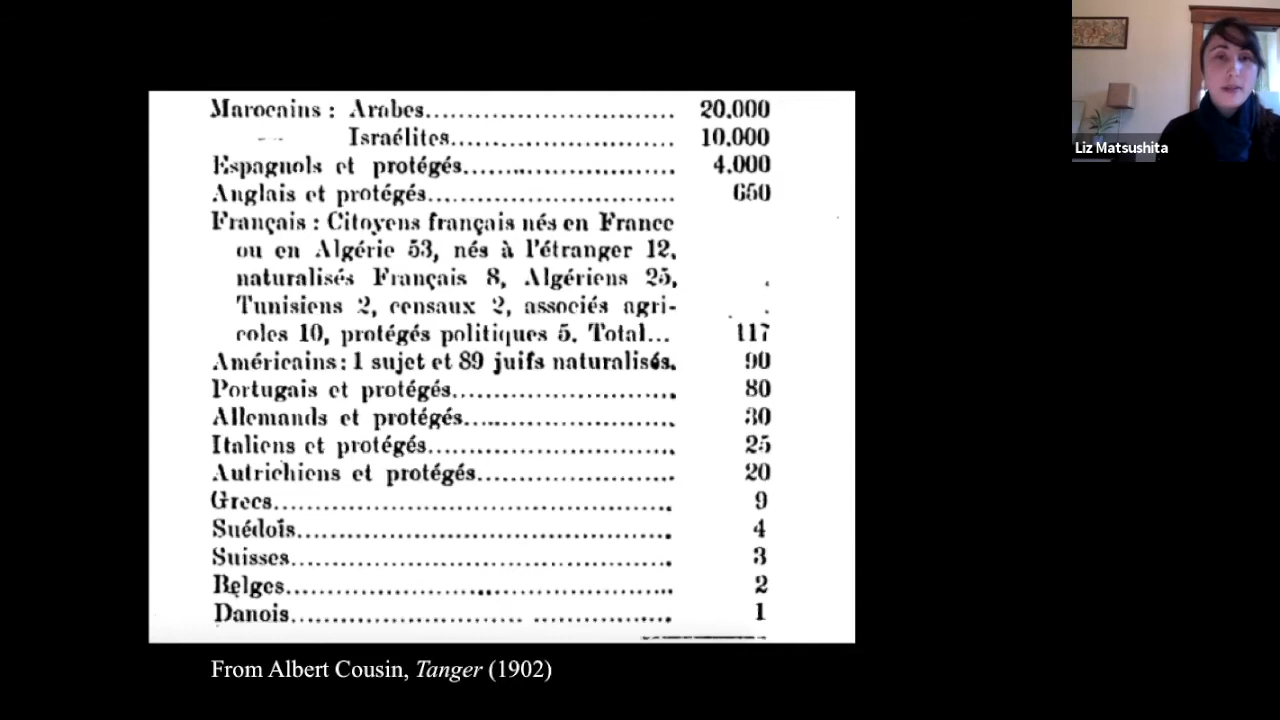 Marocains : Arabes.................................... 20.000
-- Israélites................................. 10.000
Espagnols et protégés............................... 4.000
Anglais et protégés................................... 650
Français : Citoyens français nés en France
ou en Algérie 53, nés à l'étranger 12,
naturalisés Français 8, Algériens 25,
Tunisiens 2, censaux 2, associés agri-
coles 10, protégés politiques 5. Total... 117
Américains : 1 sujet et 89 juifs naturalisés. 90
Portugais et protégés................................ 80
Allemands et protégés.............................. 30
Italiens et protégés................................... 25
Autrichiens et protégés............................ 20
Grecs......................................................... 9
Suédois...................................................... 4
Suisses....................................................... 3
Belges........................................................ 2
Danois....................................................... 1
From Albert Cousin, Tanger (1902)
Liz Matsushita